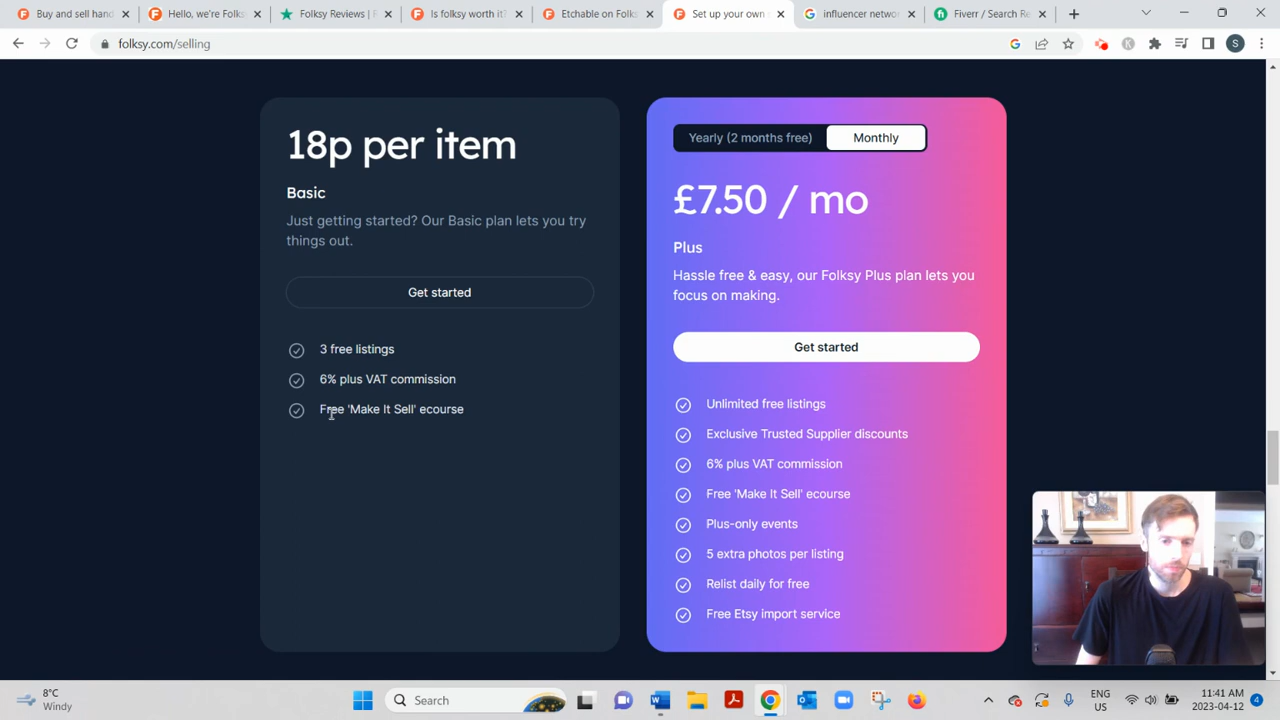 Buy and sell hand
Hello, we're Folks
Folksy Reviews | R
Is folksy worth it?
Etchable on Folks
Set up your own
influencer netwo
Fiverr / Search Re
folksy.com/selling
K
S
18p per item
Basic
Just getting started? Our Basic plan lets you try
things out.
Get started
3 free listings
6% plus VAT commission
Free 'Make It Sell' ecourse
Yearly (2 months free)
Monthly
£7.50 / mo
Plus
Hassle free & easy, our Folksy Plus plan lets you
focus on making.
Get started
Unlimited free listings
Exclusive Trusted Supplier discounts
6% plus VAT commission
Free 'Make It Sell' ecourse
Plus-only events
5 extra photos per listing
Relist daily for free
Free Etsy import service
8°C
Windy
Search
ENG
US
11:41 AM
2023-04-12
4